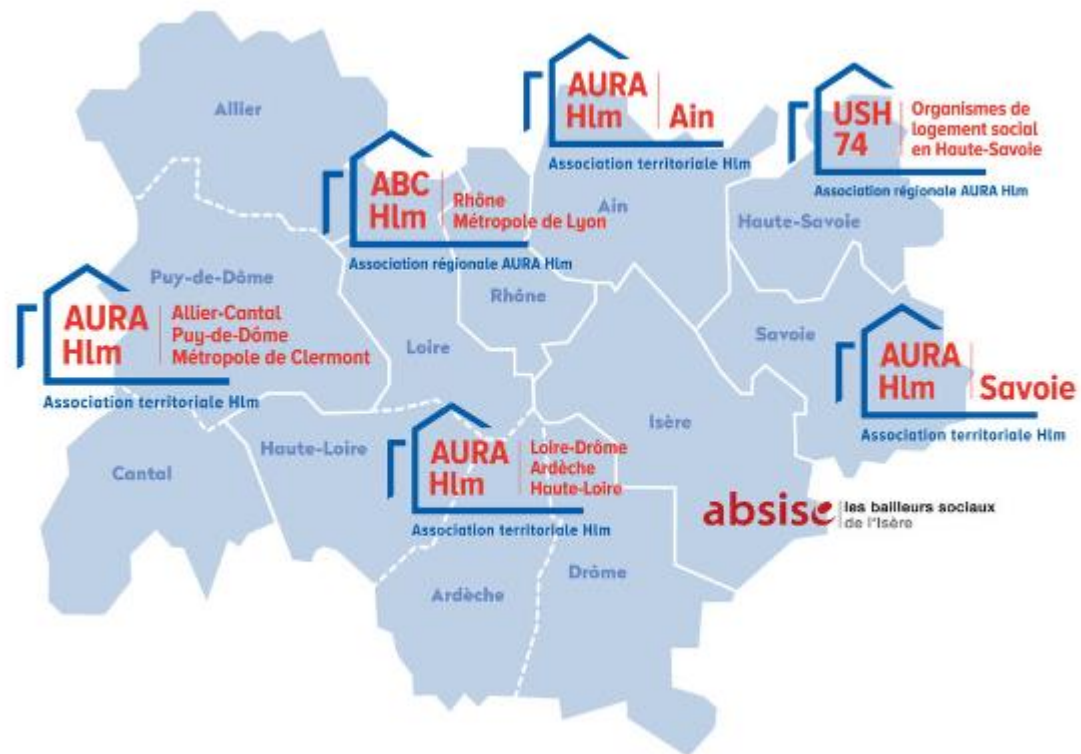 Allier
AURA
Hlm
Ain
Association territoriale Hlm
USH
74
Organismes de
logement social
en Haute-Savoie
Association régionale AURA Hlm
ABC
Hlm
Rhône
Métropole de Lyon
Association régionale AURA Hlm
Ain
Haute-Savoie
Puy-de-Dôme
Rhône
AURA
Hlm
Allier-Cantal
Puy-de-Dôme
Métropole de Clermont
Association territoriale Hlm
Loire
Savoie
AURA
Hlm
Savoie
Association territoriale Hlm
Isère
Haute-Loire
Cantal
AURA
Hlm
Loire-Drôme
Ardèche
Haute-Loire
Association territoriale Hlm
absise
les bailleurs sociaux
de l'Isère
Drôme
Ardèche